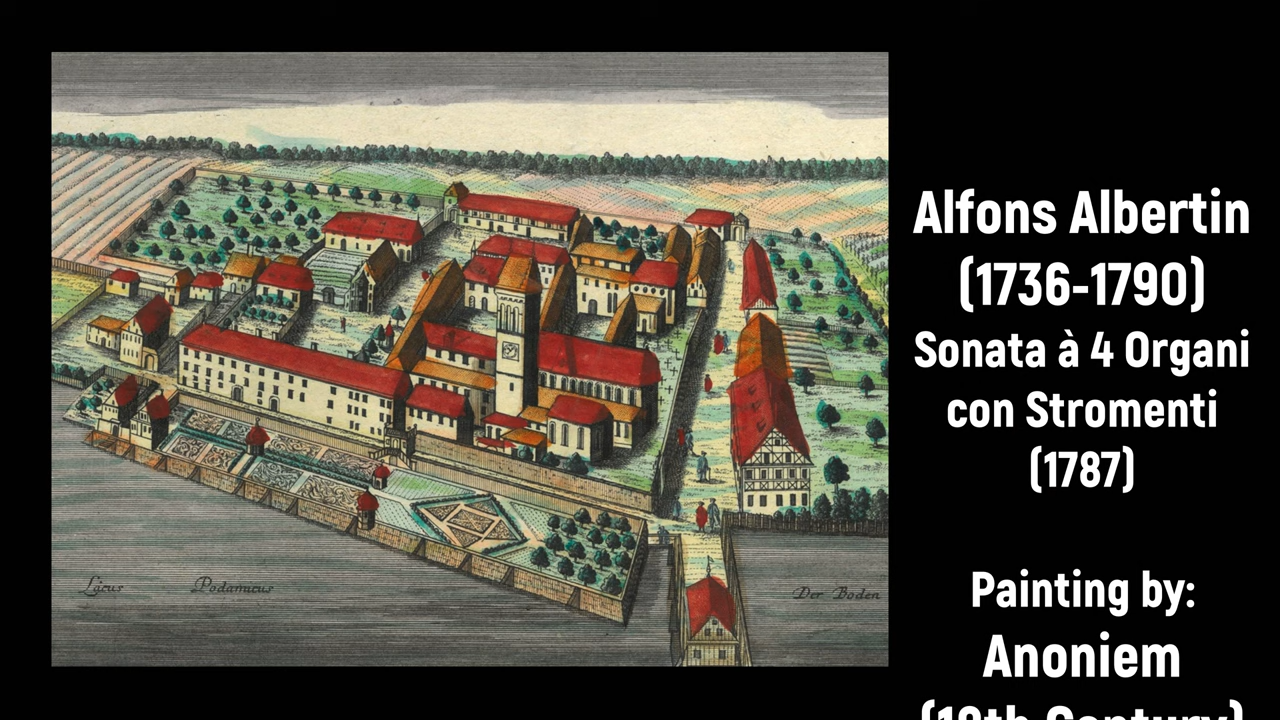 Alfons Albertin
(1736-1790)
Sonata à 4 Organi
con Stromenti
(1787)
Painting by:
Anoniem
Lacus Podamicus
Der Boden